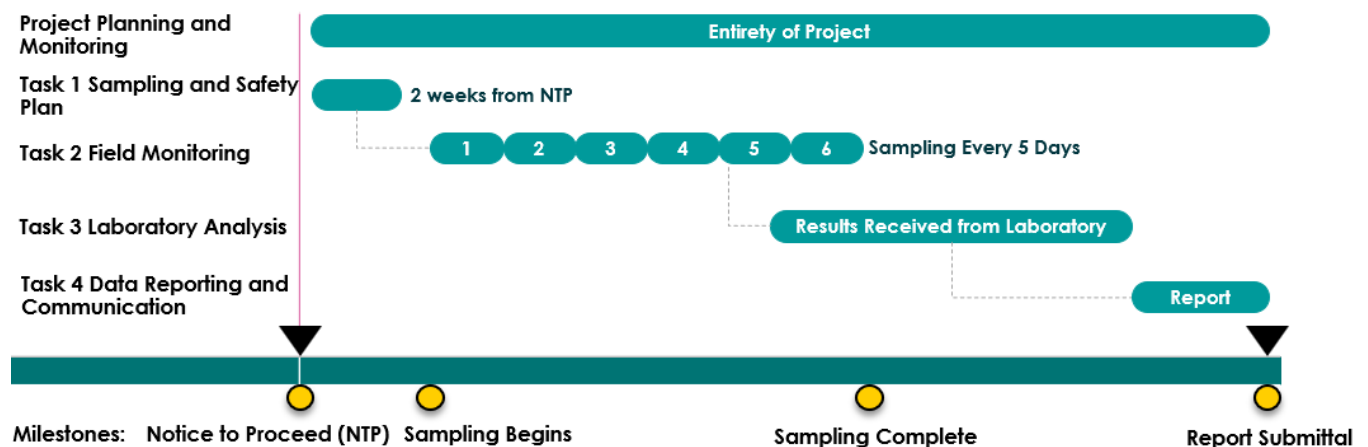 Project Planning and
Monitoring
Entirety of Project
Task 1 Sampling and Safety
Plan
2 weeks from NTP
Task 2 Field Monitoring
1 2 3 4 5 6
Sampling Every 5 Days
Task 3 Laboratory Analysis
Results Received from Laboratory
Task 4 Data Reporting and
Communication
Report
Milestones: Notice to Proceed (NTP) Sampling Begins Sampling Complete Report Submittal